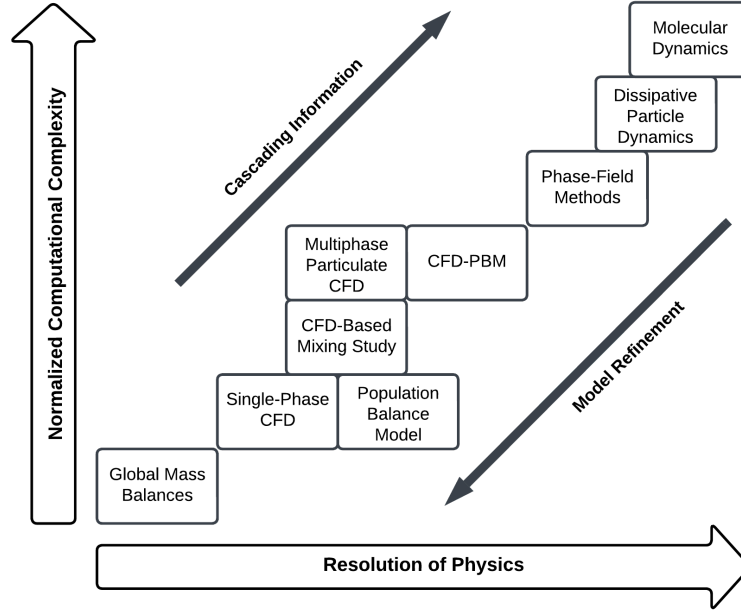 Molecular
Dynamics
Dissipative
Particle
Dynamics
Cascading Information
Phase-Field
Methods
Normalized Computational Complexity
Multiphase
Particulate
CFD
CFD-PBM
CFD-Based
Mixing Study
Model Refinement
Single-Phase
CFD
Population
Balance
Model
Global Mass
Balances
Resolution of Physics